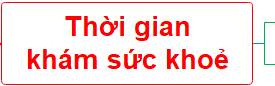 Thời gian
khám sức khoẻ